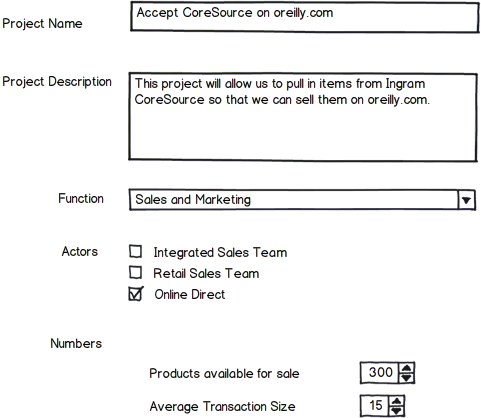 Project Name
Accept CoreSource on oreilly.com
Project Description
This project will allow us to pull in items from Ingram
CoreSource so that we can sell them on oreilly.com.
Function
Sales and Marketing
Actors
Integrated Sales Team
Retail Sales Team
Online Direct
Numbers
Products available for sale 300
Average Transaction Size 15